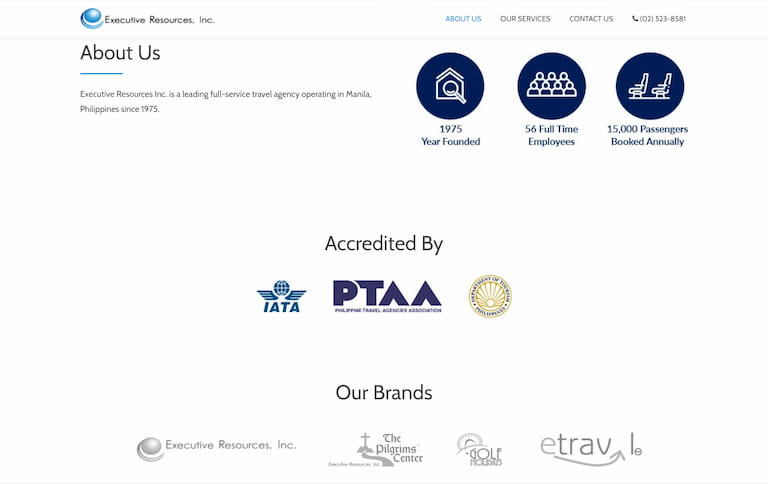 Executive Resources, Inc.
ABOUT US
OUR SERVICES
CONTACT US
(02) 523-8581
About Us
Executive Resources Inc. is a leading full-service travel agency operating in Manila,
Philippines since 1975.
1975
Year Founded
56 Full Time
Employees
15,000 Passengers
Booked Annually
Accredited By
IATA
PTAA
PHILIPPINE TRAVEL AGENCIES ASSOCIATION
DEPARTMENT OF TOURISM
PHILIPPINES
Our Brands
Executive Resources, Inc.
The
Pilgrims'
Center
Executive Resources, Inc.
GOLF
HOLIDAYS
etravel